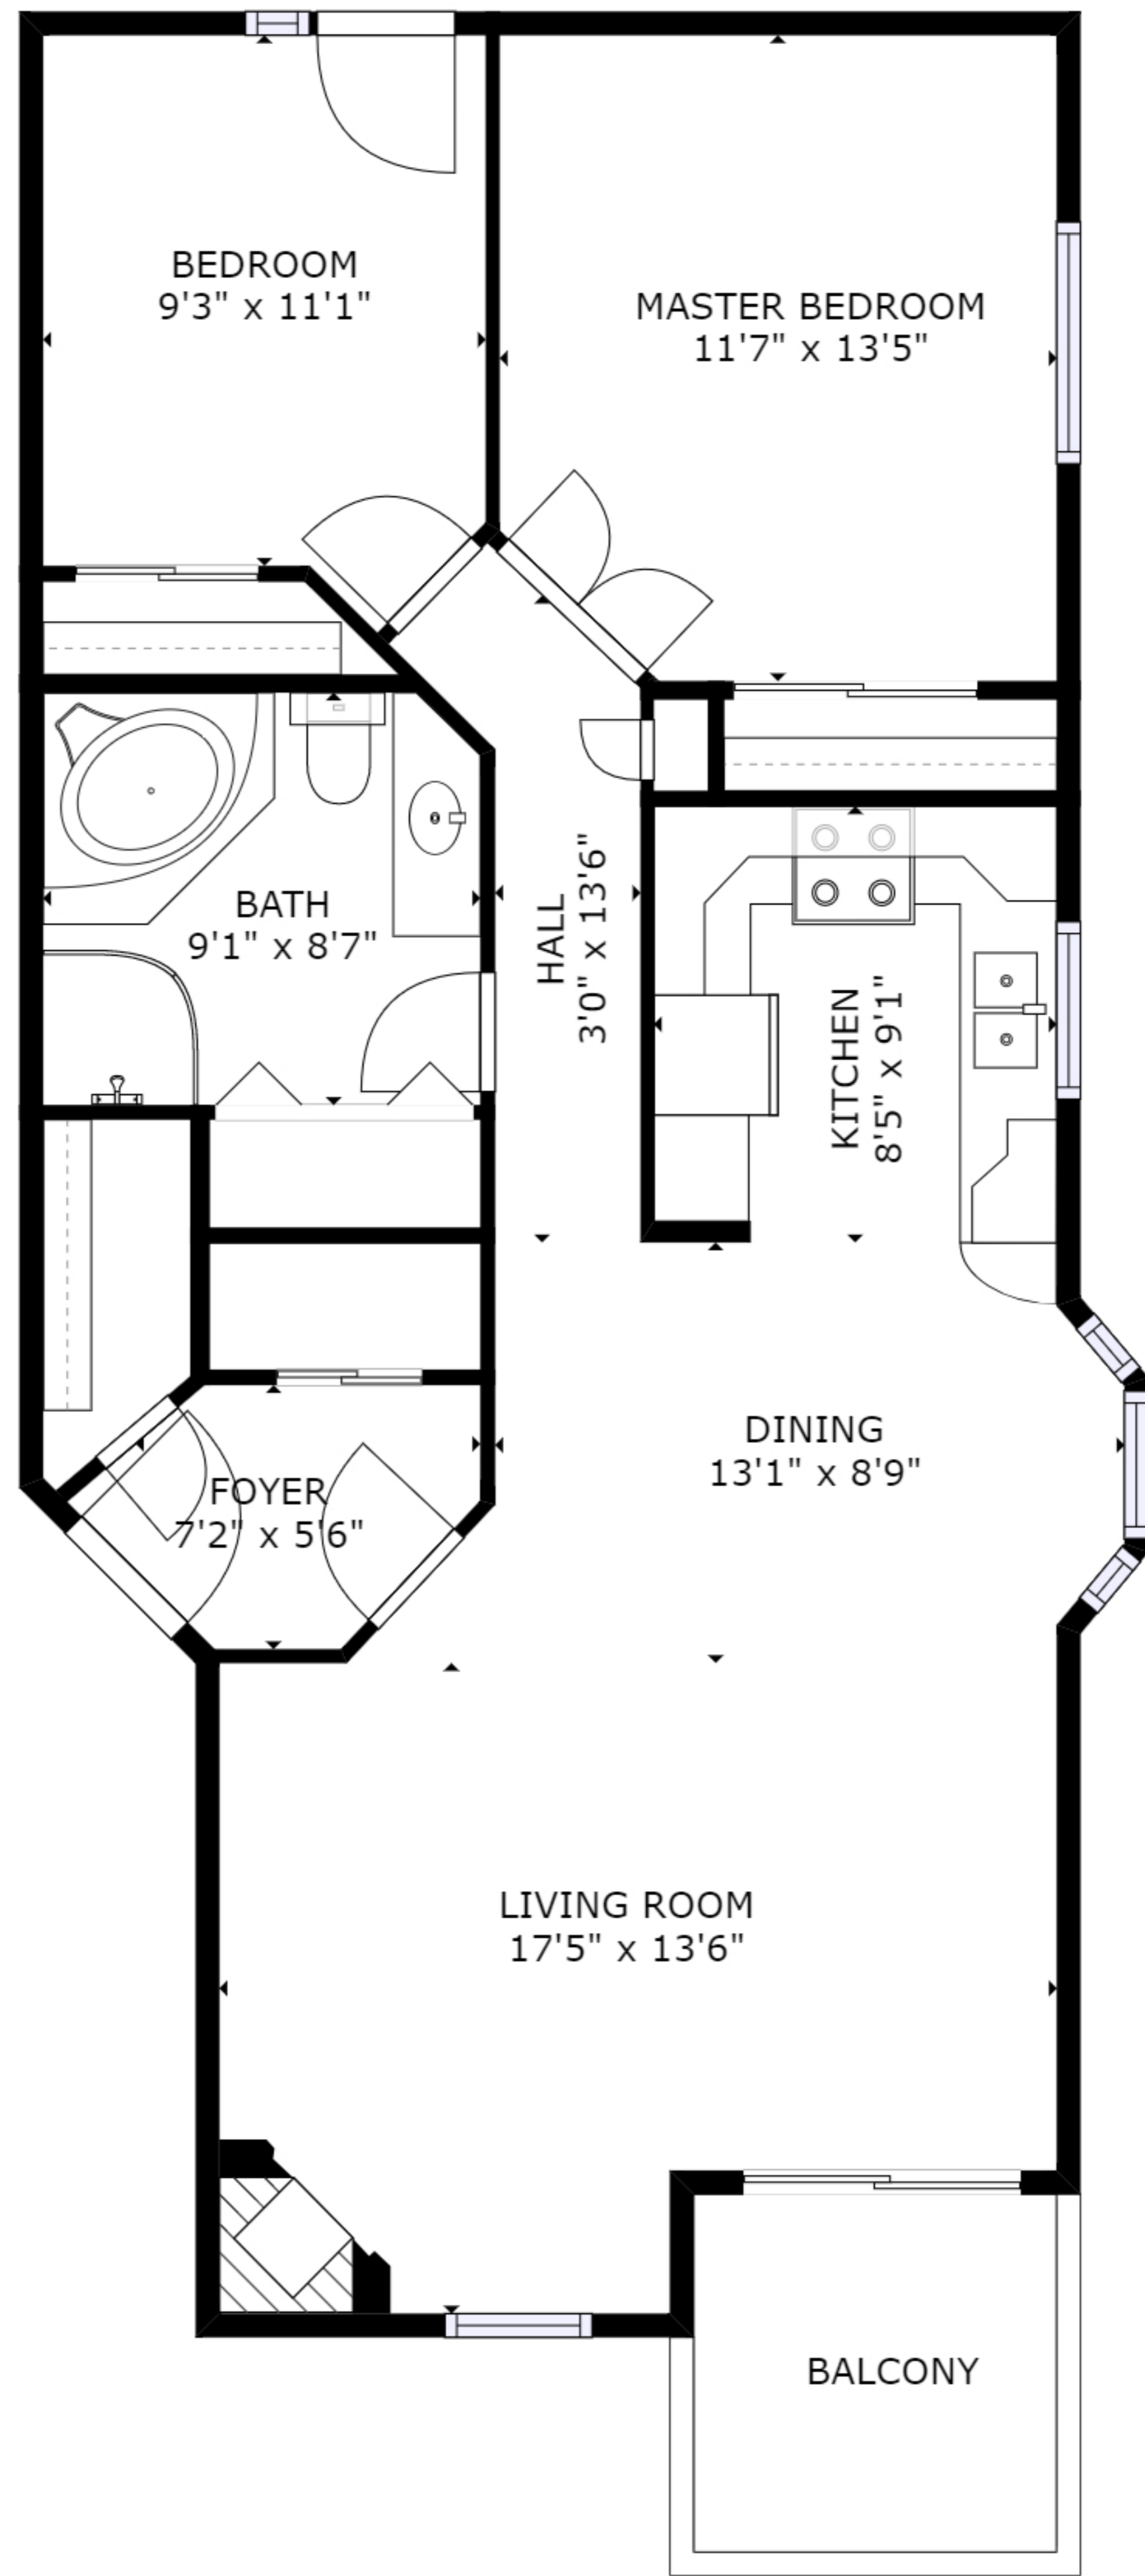 BEDROOM
9'3" x 11'1"
MASTER BEDROOM
11'7" x 13'5"
BATH
9'1" x 8'7"
HALL
3'0" x 13'6"
KITCHEN
8'5" x 9'1"
DINING
13'1" x 8'9"
FOYER
7'2" x 5'6"
LIVING ROOM
17'5" x 13'6"
BALCONY